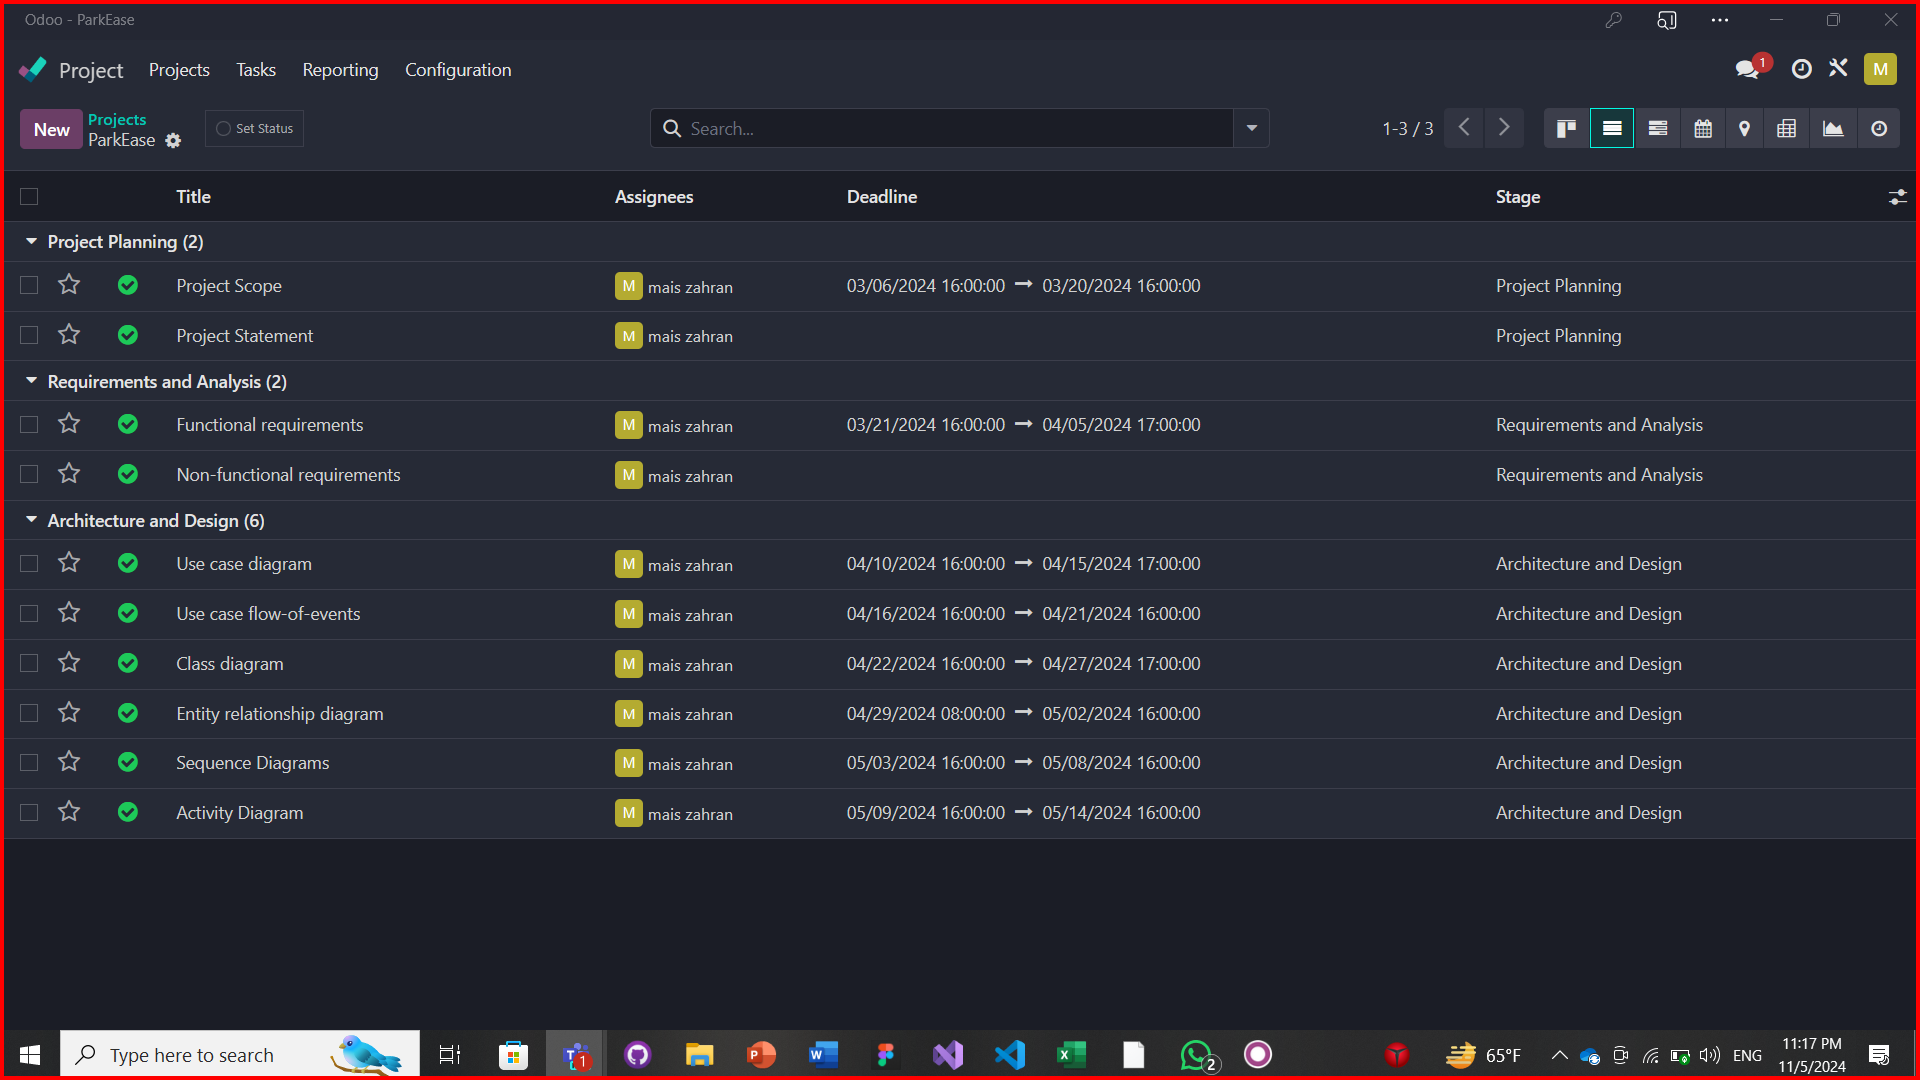 Odoo - ParkEase
Project Projects Tasks Reporting Configuration 1 M
New Projects ParkEase Set Status Search... 1-3 / 3
Title Assignees Deadline Stage
Project Planning (2)
Project Scope M mais zahran 03/06/2024 16:00:00 → 03/20/2024 16:00:00 Project Planning
Project Statement M mais zahran Project Planning
Requirements and Analysis (2)
Functional requirements M mais zahran 03/21/2024 16:00:00 → 04/05/2024 17:00:00 Requirements and Analysis
Non-functional requirements M mais zahran Requirements and Analysis
Architecture and Design (6)
Use case diagram M mais zahran 04/10/2024 16:00:00 → 04/15/2024 17:00:00 Architecture and Design
Use case flow-of-events M mais zahran 04/16/2024 16:00:00 → 04/21/2024 16:00:00 Architecture and Design
Class diagram M mais zahran 04/22/2024 16:00:00 → 04/27/2024 17:00:00 Architecture and Design
Entity relationship diagram M mais zahran 04/29/2024 08:00:00 → 05/02/2024 16:00:00 Architecture and Design
Sequence Diagrams M mais zahran 05/03/2024 16:00:00 → 05/08/2024 16:00:00 Architecture and Design
Activity Diagram M mais zahran 05/09/2024 16:00:00 → 05/14/2024 16:00:00 Architecture and Design
Type here to search 1 2 65°F ENG 11:17 PM
11/5/2024